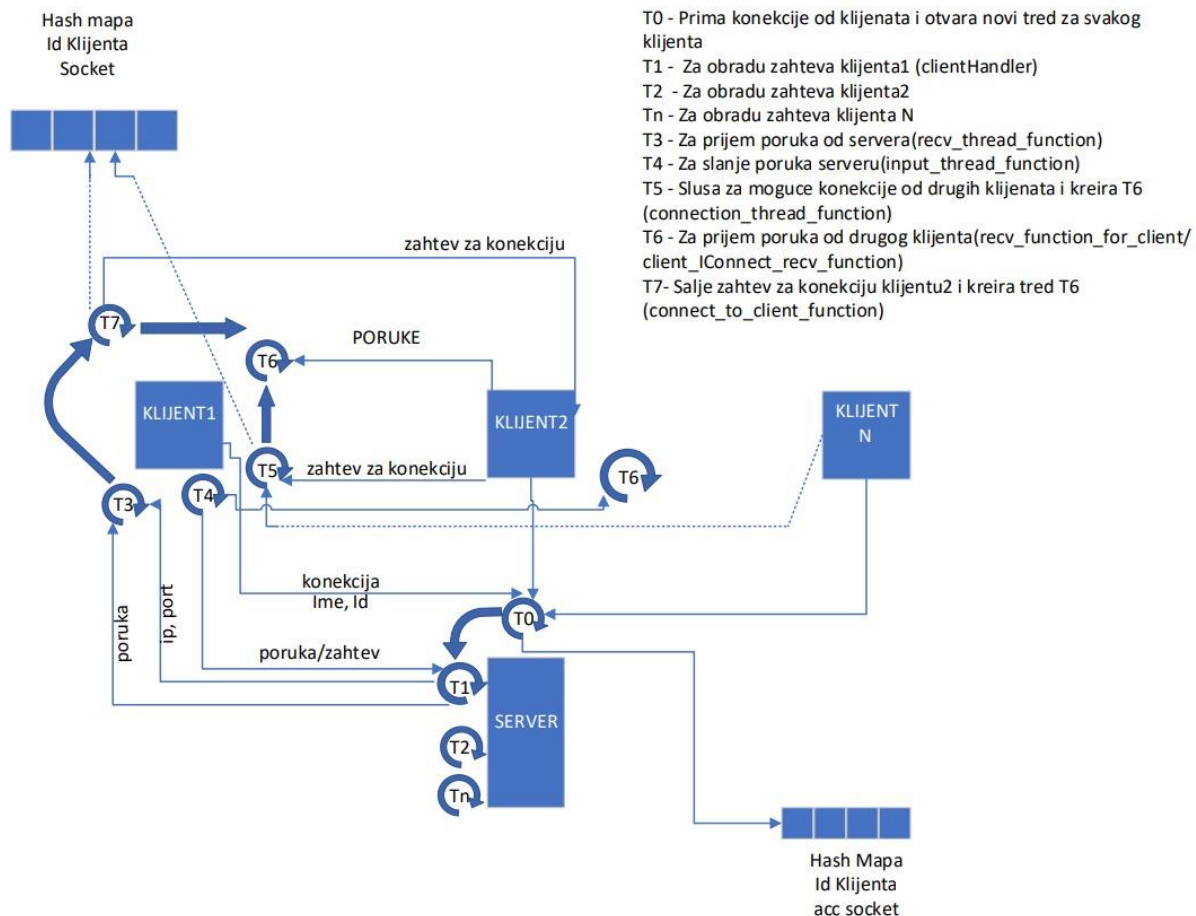 Hash mapa
Id Klijenta
Socket
T0 - Prima konekcije od klijenata i otvara novi tred za svakog
klijenta
T1 -  Za obradu zahteva klijenta1 (clientHandler)
T2  - Za obradu zahteva klijenta2
Tn - Za obradu zahteva klijenta N
T3 - Za prijem poruka od servera(recv_thread_function)
T4 - Za slanje poruka serveru(input_thread_function)
T5 - Slusa za moguce konekcije od drugih klijenata i kreira T6
(connection_thread_function)
T6 - Za prijem poruka od drugog klijenta(recv_function_for_client/
client_IConnect_recv_function)
T7- Salje zahtev za konekciju klijentu2 i kreira tred T6
(connect_to_client_function)
zahtev za konekciju
T7
PORUKE
T6
KLIJENT1
KLIJENT2
KLIJENT
N
T5
zahtev za konekciju
T6
T3
T4
konekcija
Ime, Id
poruka
ip, port
T0
poruka/zahtev
T1
SERVER
T2
Tn
Hash Mapa
Id Klijenta
acc socket